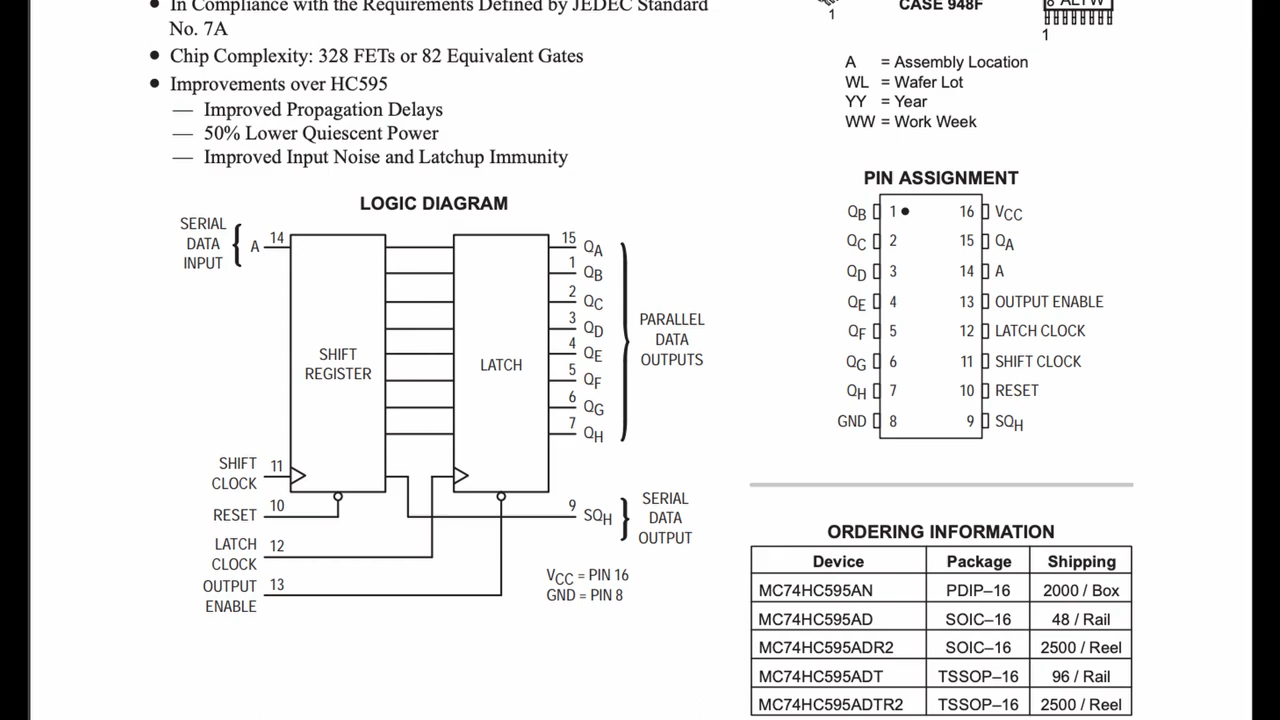 • In Compliance with the Requirements Defined by JEDEC Standard
No. 7A
• Chip Complexity: 328 FETs or 82 Equivalent Gates
• Improvements over HC595
— Improved Propagation Delays
— 50% Lower Quiescent Power
— Improved Input Noise and Latchup Immunity
LOGIC DIAGRAM
SERIAL
DATA
INPUT
A
14
SHIFT
REGISTER
LATCH
15 QA
1 QB
2 QC
3 QD
4 QE
5 QF
6 QG
7 QH
PARALLEL
DATA
OUTPUTS
SHIFT
CLOCK
11
RESET
10
LATCH
CLOCK
12
OUTPUT
ENABLE
13
9 SQH
SERIAL
DATA
OUTPUT
VCC = PIN 16
GND = PIN 8
1
CASE 948F
1
A = Assembly Location
WL = Wafer Lot
YY = Year
WW = Work Week
PIN ASSIGNMENT
QB 1 16 VCC
QC 2 15 QA
QD 3 14 A
QE 4 13 OUTPUT ENABLE
QF 5 12 LATCH CLOCK
QG 6 11 SHIFT CLOCK
QH 7 10 RESET
GND 8 9 SQH
ORDERING INFORMATION
Device Package Shipping
MC74HC595AN PDIP–16 2000 / Box
MC74HC595AD SOIC–16 48 / Rail
MC74HC595ADR2 SOIC–16 2500 / Reel
MC74HC595ADT TSSOP–16 96 / Rail
MC74HC595ADTR2 TSSOP–16 2500 / Reel